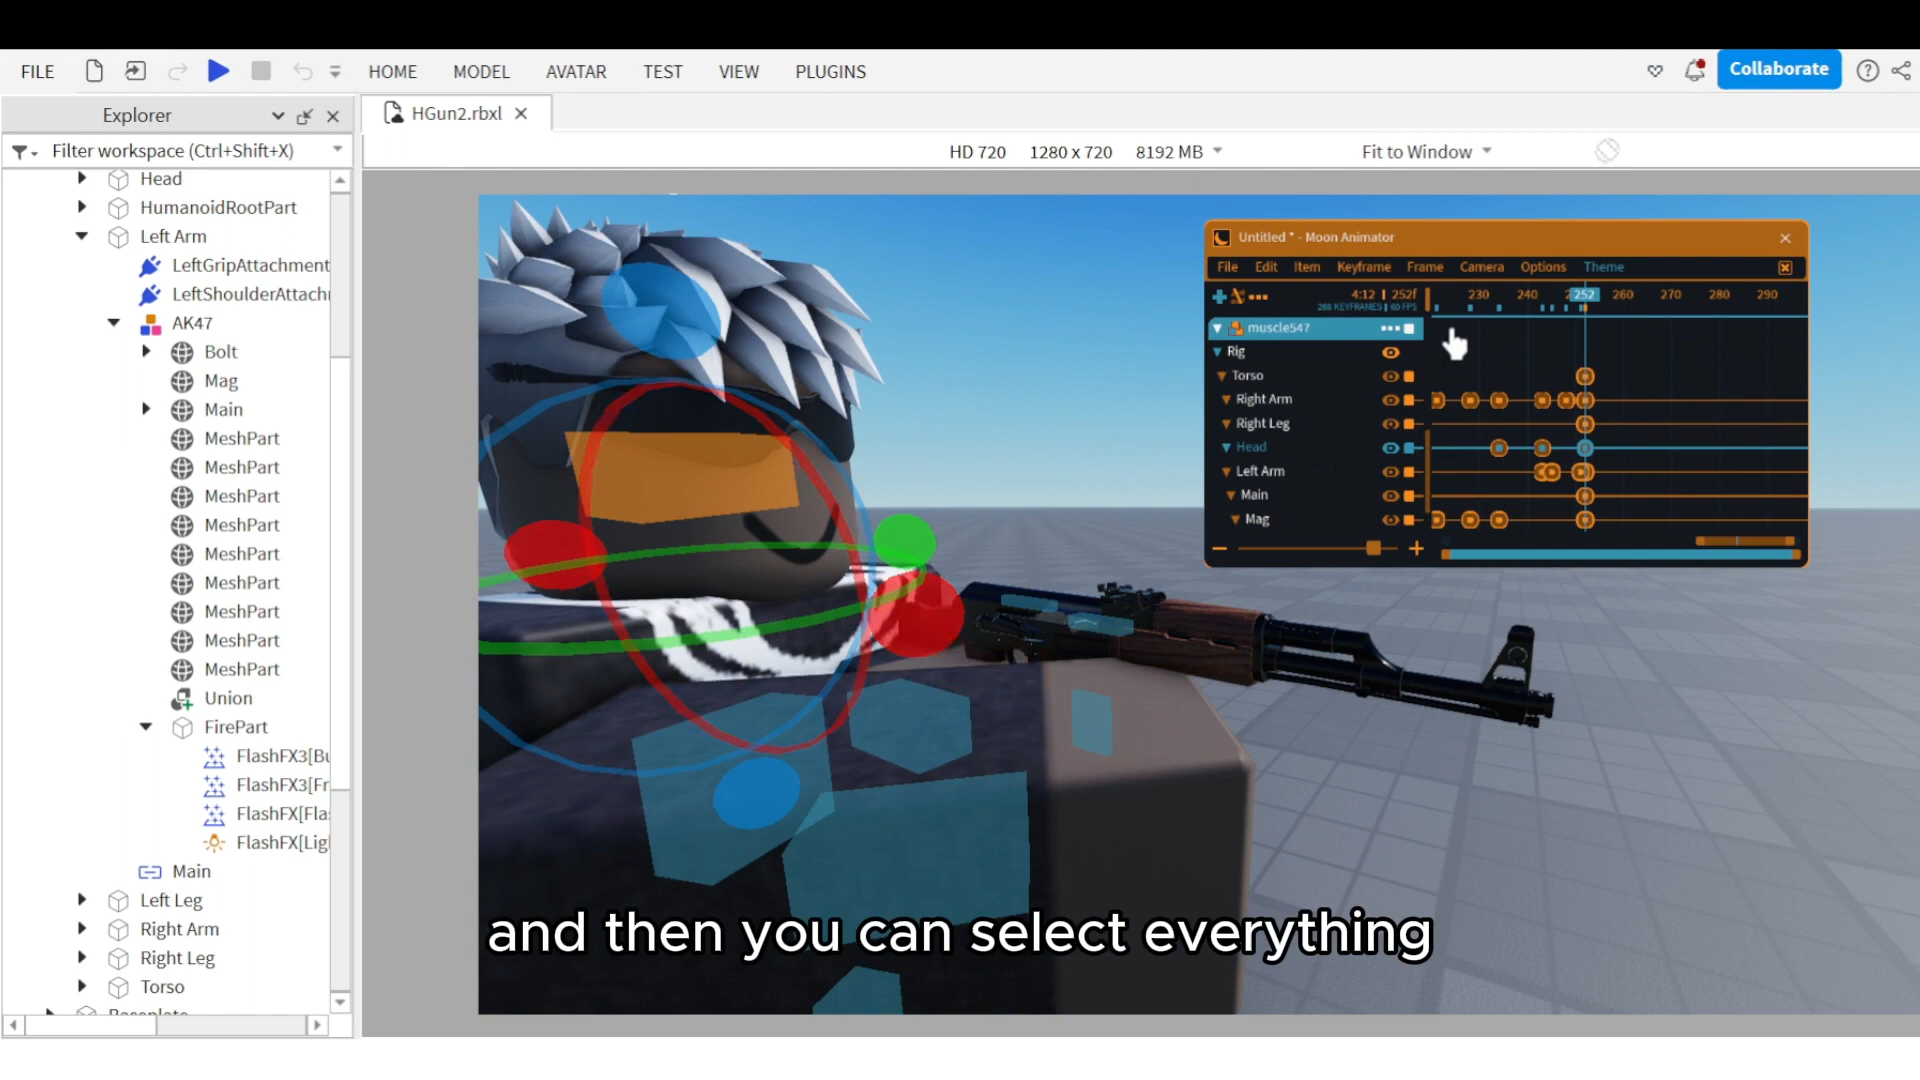 FILE
HOME
MODEL
AVATAR
TEST
VIEW
PLUGINS
Collaborate
Explorer
HGun2.rbxl
Filter workspace (Ctrl+Shift+X)
HD 720
1280 x 720
8192 MB
Fit to Window
Head
HumanoidRootPart
Left Arm
LeftGripAttachment
LeftShoulderAttach
AK47
Bolt
Mag
Main
MeshPart
MeshPart
MeshPart
MeshPart
MeshPart
MeshPart
MeshPart
MeshPart
MeshPart
Union
FirePart
FlashFX3[Bu
FlashFX3[Fr
FlashFX[Fla
FlashFX[Lig
Main
Left Leg
Right Arm
Right Leg
Torso
Baseplate
Untitled * - Moon Animator
File Edit Item Keyframe Frame Camera Options Theme
4:12 | 252f
288 KEYFRAMES | 60 FPS
230 240 252 260 270 280 290
muscle547
Rig
Torso
Right Arm
Right Leg
Head
Left Arm
Main
Mag
and then you can select everything